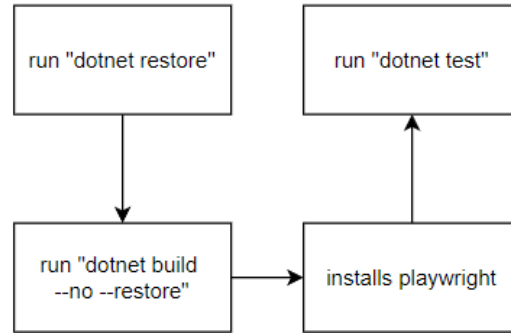 run "dotnet restore"
run "dotnet build
--no --restore"
installs playwright
run "dotnet test"